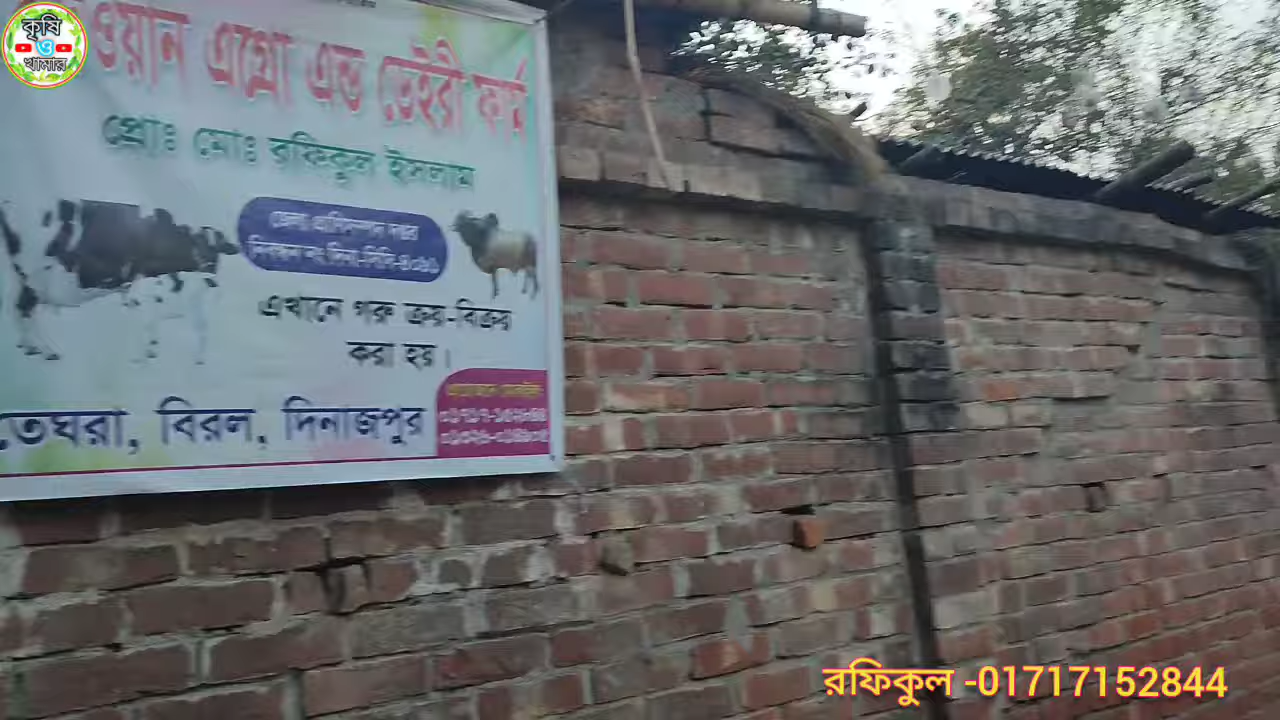 কৃষি
ও
খামার
ওয়ান এগ্রো এন্ড ডেইরী ফার্ম
প্রোঃ মোঃ রফিকুল ইসলাম
এখানে গরু ক্রয়-বিক্রয়
করা হয়।
তেঘরা, বিরল, দিনাজপুর
রফিকুল -01717152844